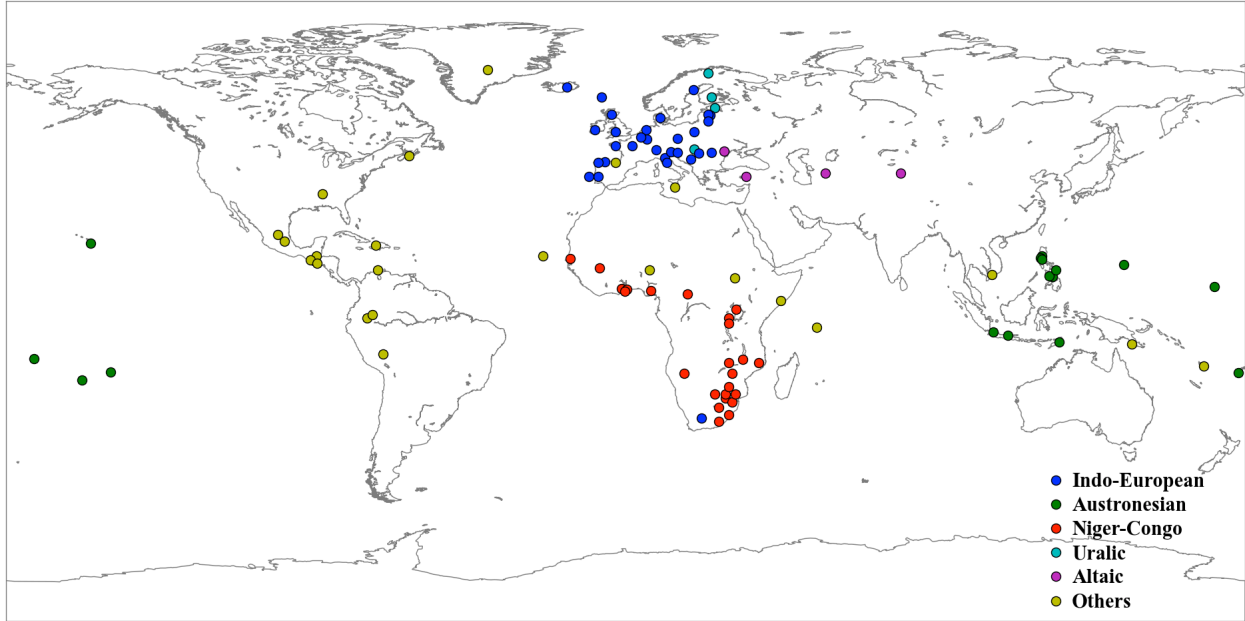 Indo-European
Austronesian
Niger-Congo
Uralic
Altaic
Others